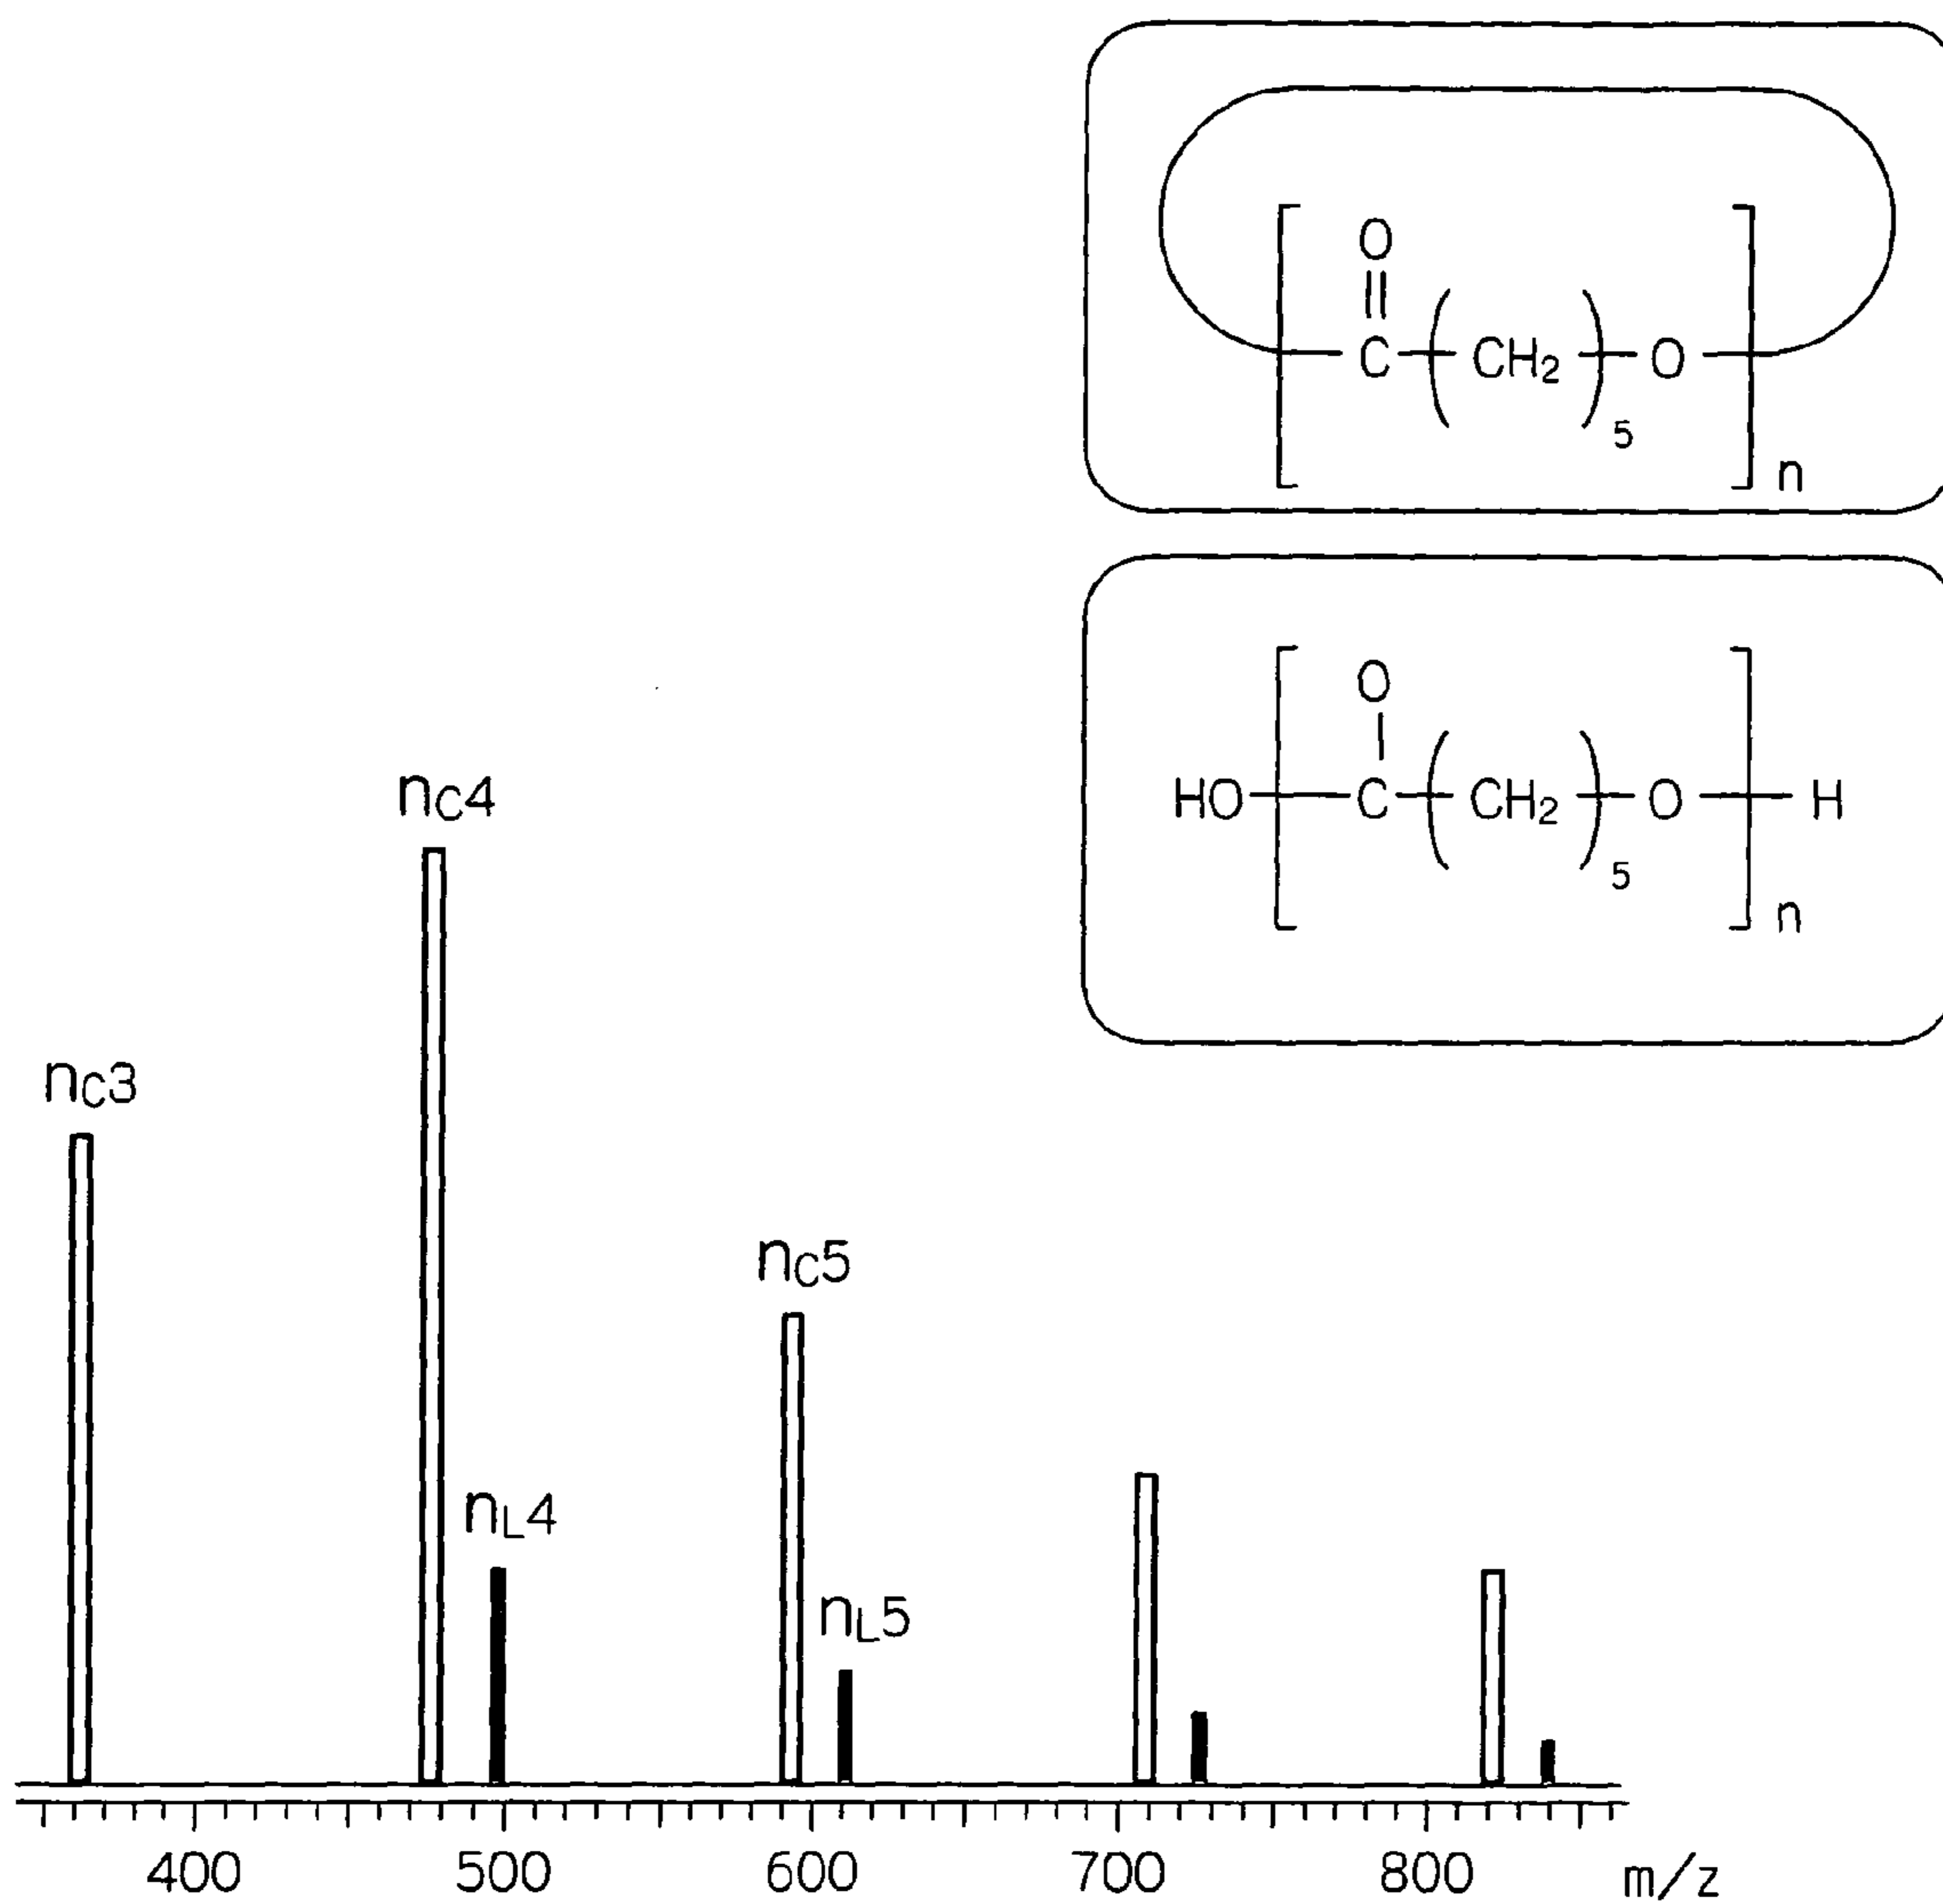 O
C CH₂ O
5
n
O
HO C CH₂ O H
5
n
nC4
nC3
nC5
nL4
nL5
400 500 600 700 800 m/z